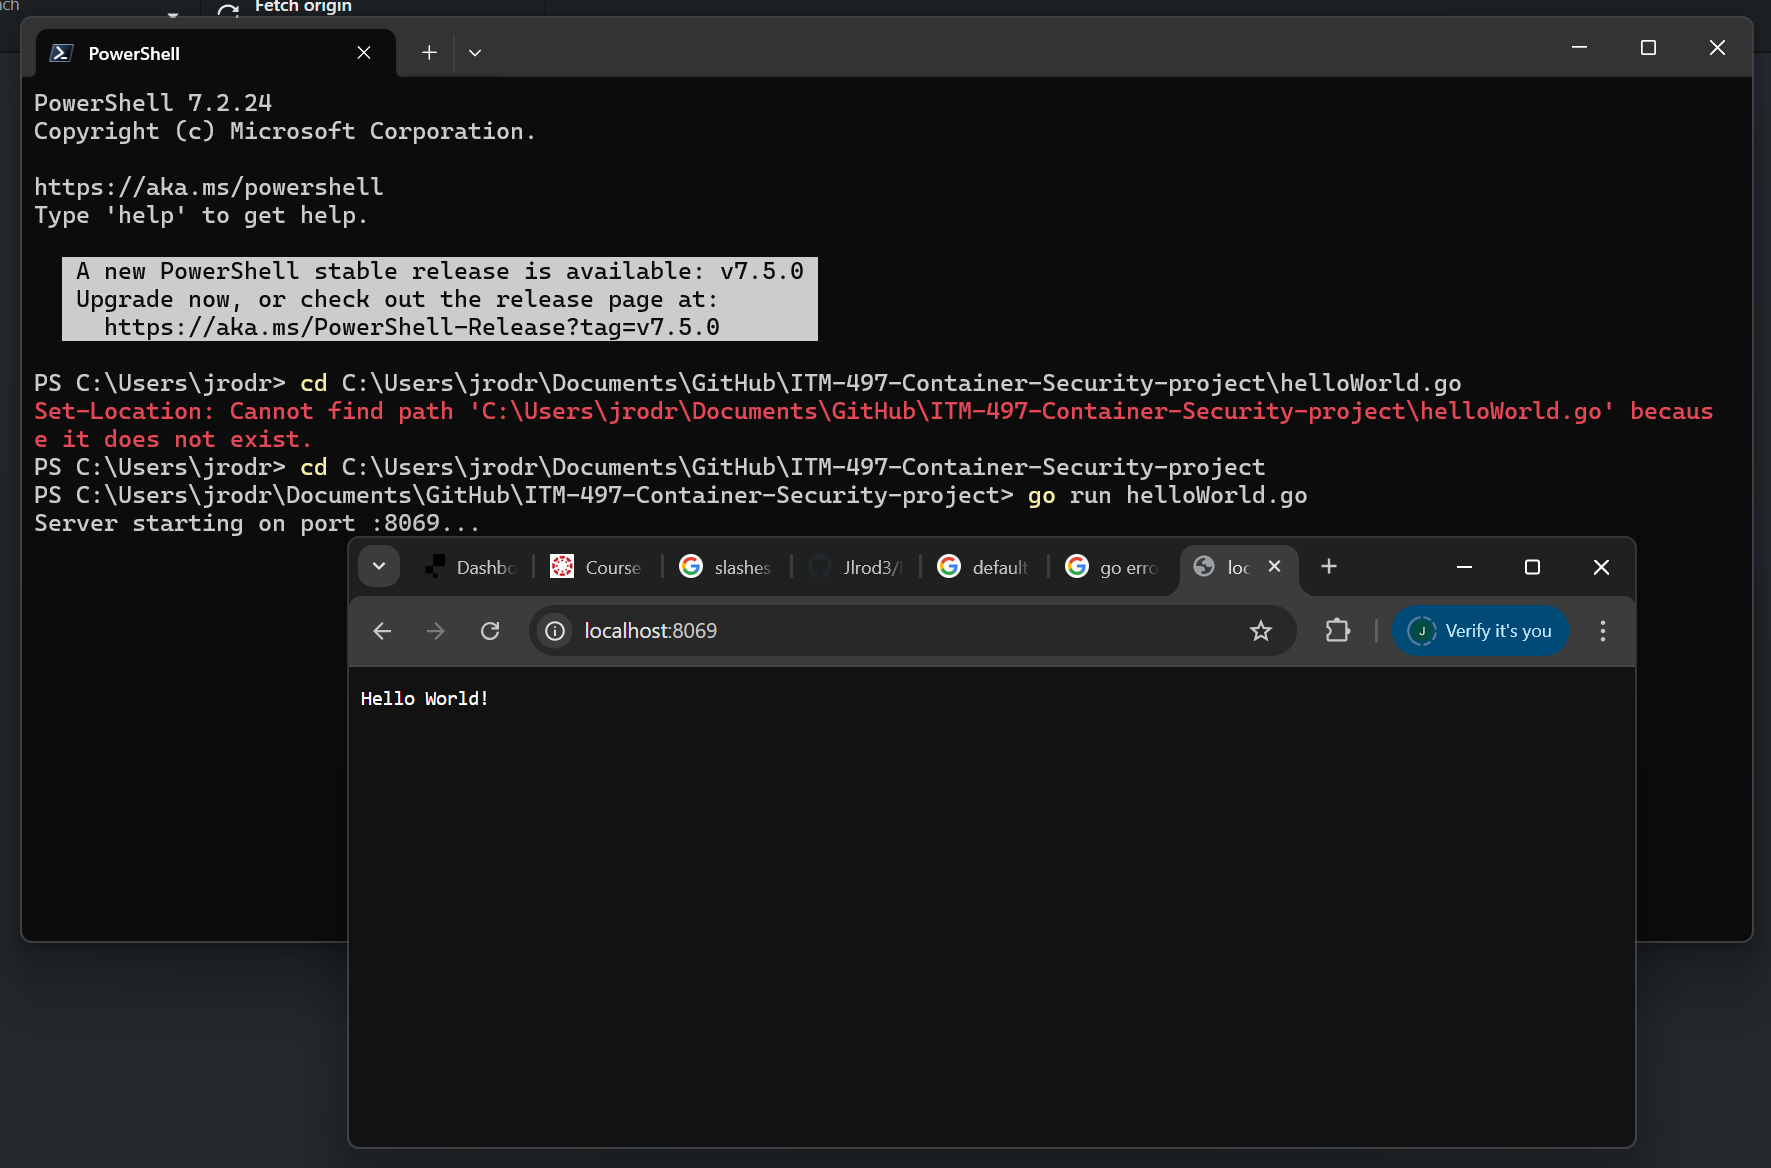 Fetch origin
PowerShell
PowerShell 7.2.24
Copyright (c) Microsoft Corporation.
https://aka.ms/powershell
Type 'help' to get help.
A new PowerShell stable release is available: v7.5.0
Upgrade now, or check out the release page at:
https://aka.ms/PowerShell-Release?tag=v7.5.0
PS C:\Users\jrodr> cd C:\Users\jrodr\Documents\GitHub\ITM-497-Container-Security-project\helloWorld.go
Set-Location: Cannot find path 'C:\Users\jrodr\Documents\GitHub\ITM-497-Container-Security-project\helloWorld.go' becaus
e it does not exist.
PS C:\Users\jrodr> cd C:\Users\jrodr\Documents\GitHub\ITM-497-Container-Security-project
PS C:\Users\jrodr\Documents\GitHub\ITM-497-Container-Security-project> go run helloWorld.go
Server starting on port :8069...
Dashbo Course slashes Jlrod3/ default go erro loc
localhost:8069 J Verify it's you
Hello World!